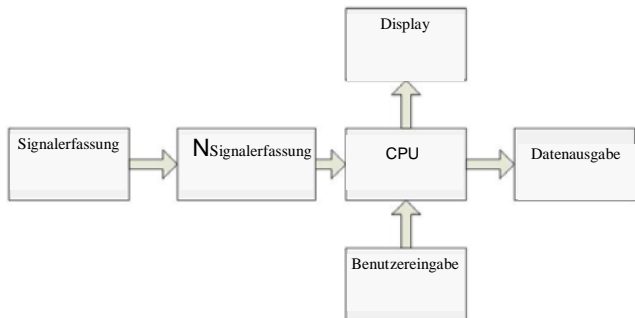 Display
Signalerfassung
NSignalerfassung
CPU
Datenausgabe
Benutzereingabe